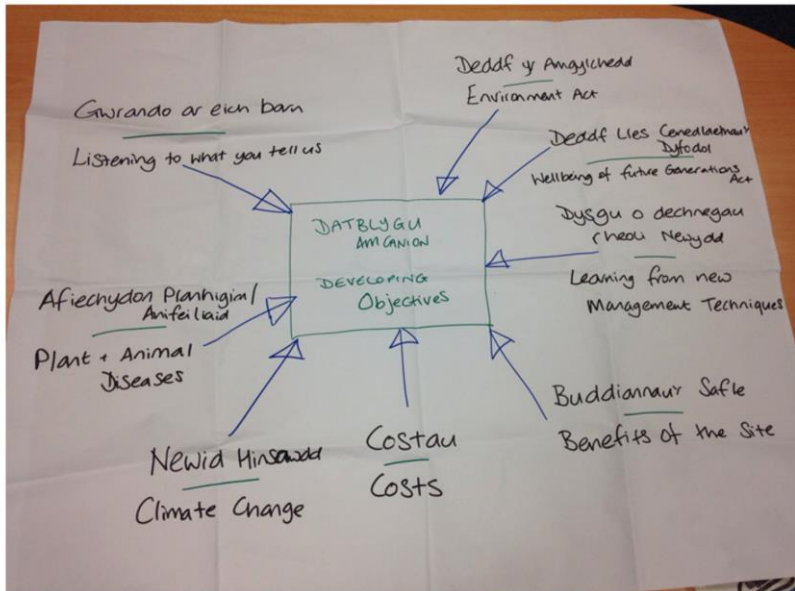 Gwrando ar eich barn
Listening to what you tell us
Deddf yr Amgylchedd
Environment Act
Deddf Lles Cenedlaethau'r
Dyfodol
Wellbeing of future Generations
Act
Dysgu o dechnegau
rheoli Newydd
Learning from new
Management Techniques
DATBLYGU
AMCANION
DEVELOPING
Objectives
Afiechydon Planhigion/
Anifeiliaid
Plant + Animal
Diseases
Newid Hinsawdd
Climate Change
Costau
Costs
Buddiannau'r Safle
Benefits of the Site